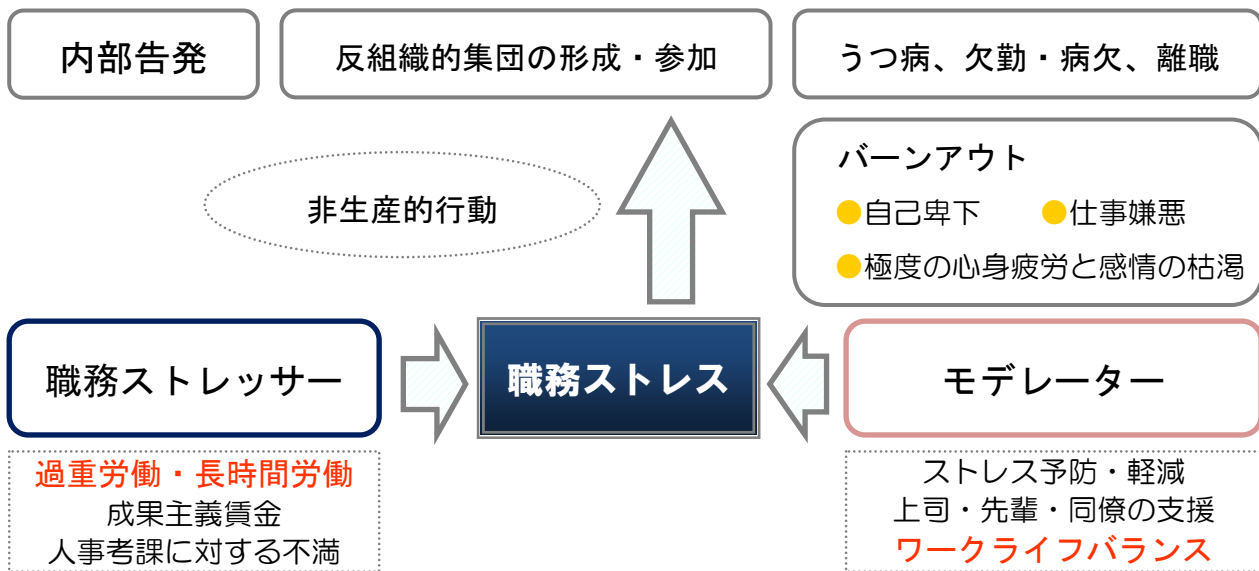 内部告発
反組織的集団の形成・参加
うつ病、欠勤・病欠、離職
非生産的行動
バーンアウト
●自己卑下 ●仕事嫌悪
●極度の心身疲労と感情の枯渇
職務ストレッサー
職務ストレス
モデレーター
過重労働・長時間労働
成果主義賃金
人事考課に対する不満
ストレス予防・軽減
上司・先輩・同僚の支援
ワークライフバランス